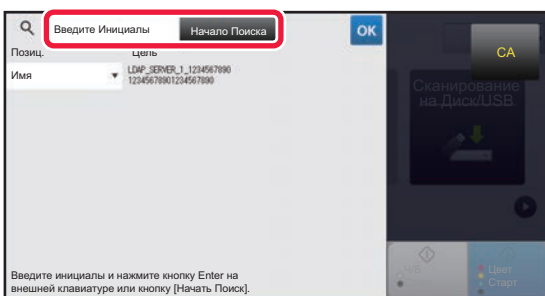 Введите Инициалы Начало Поиска OK
CA
Позиц. Цель
Имя LDAP_SERVER_1_1234567890
12345678901234567890
Сканирование
на Диск/USB
Введите инициалы и нажмите кнопку Enter на
внешней клавиатуре или кнопку [Начать Поиск].
Ч/Б Цвет
Старт Старт